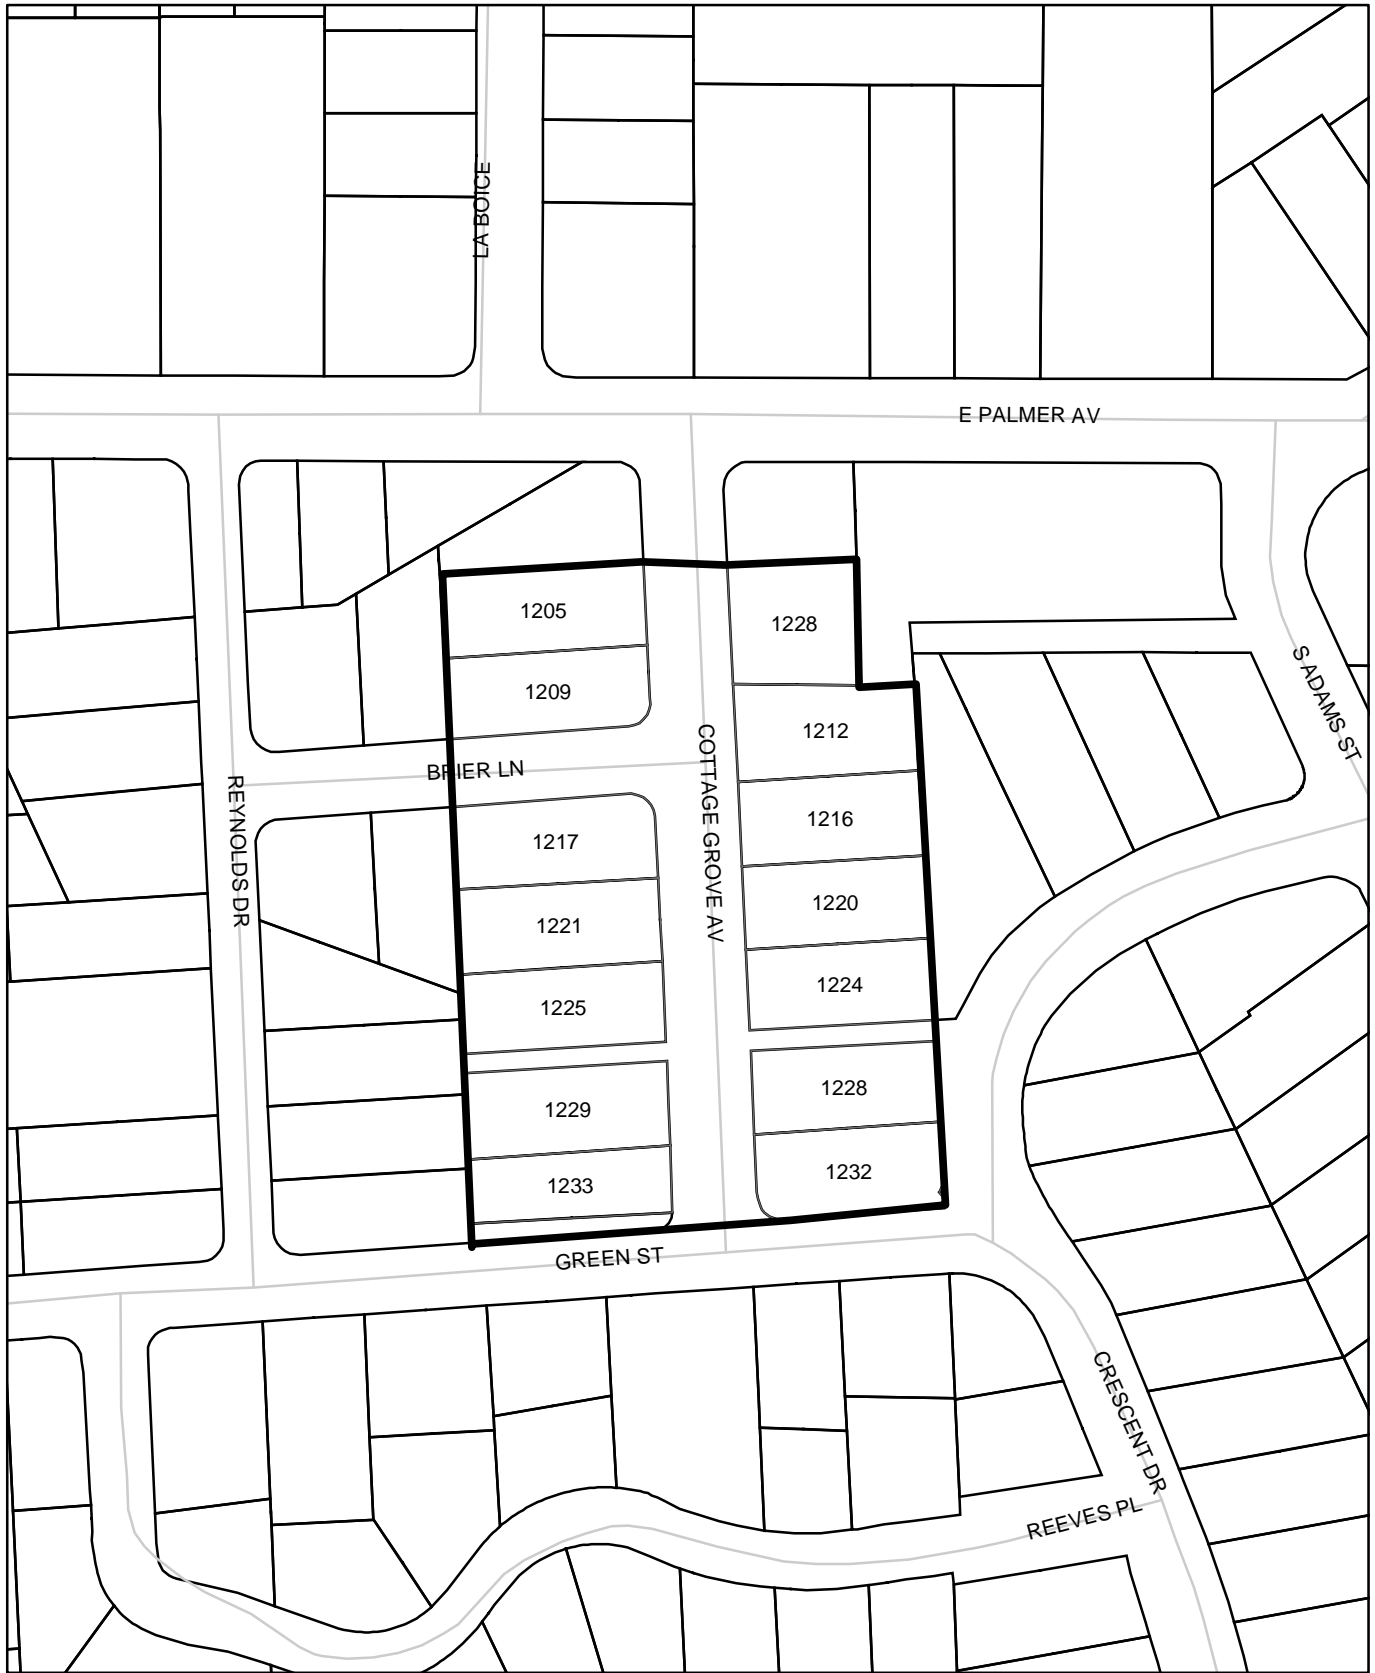 LA BOICE
E PALMER AV
1205
1228
1209
S ADAMS ST
1212
BRIER LN
COTTAGE GROVE AV
REYNOLDS DR
1216
1217
1220
1221
1224
1225
1228
1229
1232
1233
GREEN ST
CRESCENT DR
REEVES PL